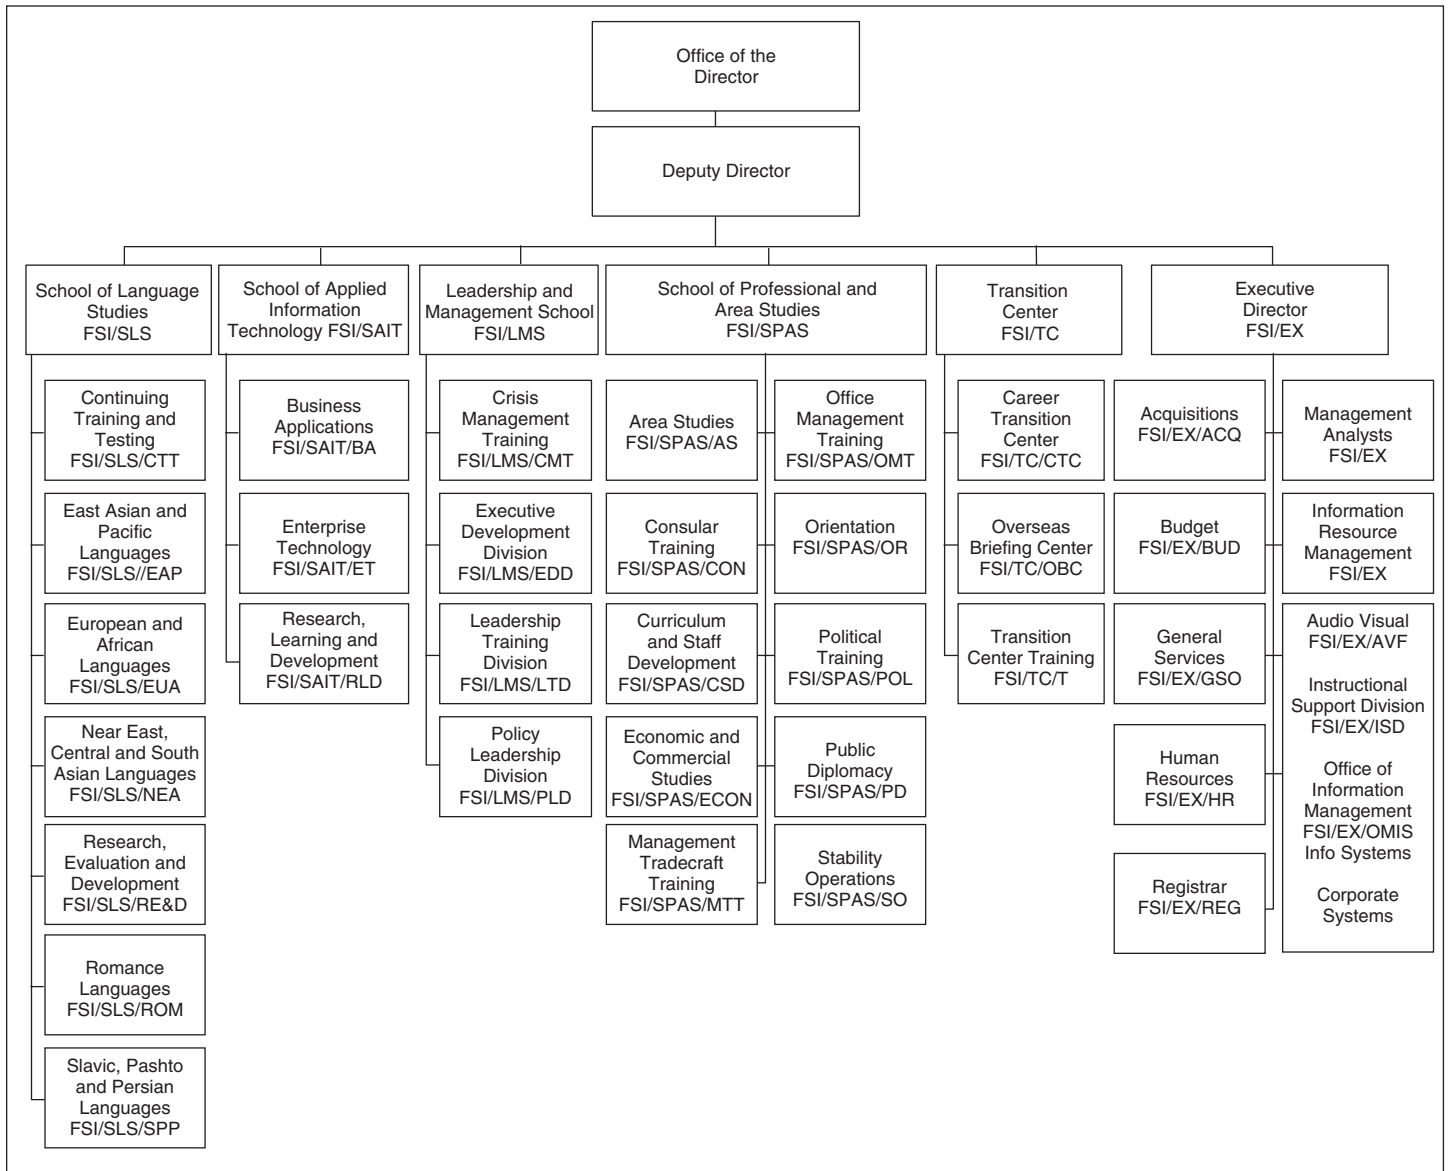 Office of the
Director
Deputy Director
School of Language
Studies
FSI/SLS
School of Applied
Information
Technology FSI/SAIT
Leadership and
Management School
FSI/LMS
School of Professional and
Area Studies
FSI/SPAS
Transition
Center
FSI/TC
Executive
Director
FSI/EX
Continuing
Training and
Testing
FSI/SLS/CTT
East Asian and
Pacific
Languages
FSI/SLS//EAP
European and
African
Languages
FSI/SLS/EUA
Near East,
Central and South
Asian Languages
FSI/SLS/NEA
Research,
Evaluation and
Development
FSI/SLS/RE&D
Romance
Languages
FSI/SLS/ROM
Slavic, Pashto
and Persian
Languages
FSI/SLS/SPP
Business
Applications
FSI/SAIT/BA
Enterprise
Technology
FSI/SAIT/ET
Research,
Learning and
Development
FSI/SAIT/RLD
Crisis
Management
Training
FSI/LMS/CMT
Executive
Development
Division
FSI/LMS/EDD
Leadership
Training
Division
FSI/LMS/LTD
Policy
Leadership
Division
FSI/LMS/PLD
Area Studies
FSI/SPAS/AS
Consular
Training
FSI/SPAS/CON
Curriculum
and Staff
Development
FSI/SPAS/CSD
Economic and
Commercial
Studies
FSI/SPAS/ECON
Management
Tradecraft
Training
FSI/SPAS/MTT
Office
Management
Training
FSI/SPAS/OMT
Orientation
FSI/SPAS/OR
Political
Training
FSI/SPAS/POL
Public
Diplomacy
FSI/SPAS/PD
Stability
Operations
FSI/SPAS/SO
Career
Transition
Center
FSI/TC/CTC
Overseas
Briefing Center
FSI/TC/OBC
Transition
Center Training
FSI/TC/T
Acquisitions
FSI/EX/ACQ
Budget
FSI/EX/BUD
General
Services
FSI/EX/GSO
Human
Resources
FSI/EX/HR
Registrar
FSI/EX/REG
Management
Analysts
FSI/EX
Information
Resource
Management
FSI/EX
Audio Visual
FSI/EX/AVF
Instructional
Support Division
FSI/EX/ISD
Office of
Information
Management
FSI/EX/OMIS
Info Systems
Corporate
Systems